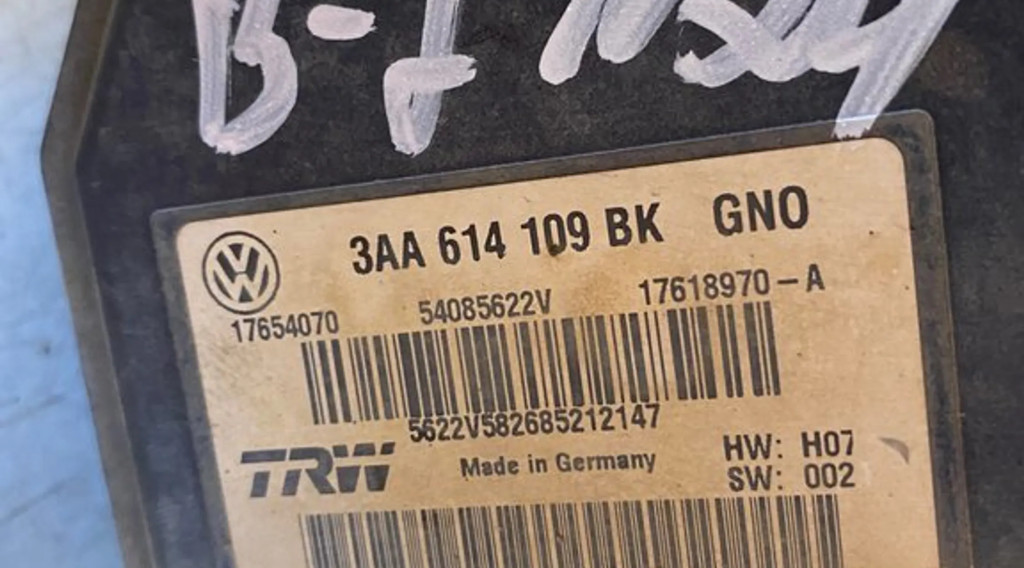 3AA 614 109 BK GNO
17654070 54085622V 17618970-A
5622V582685212147
TRW Made in Germany HW: H07
SW: 002